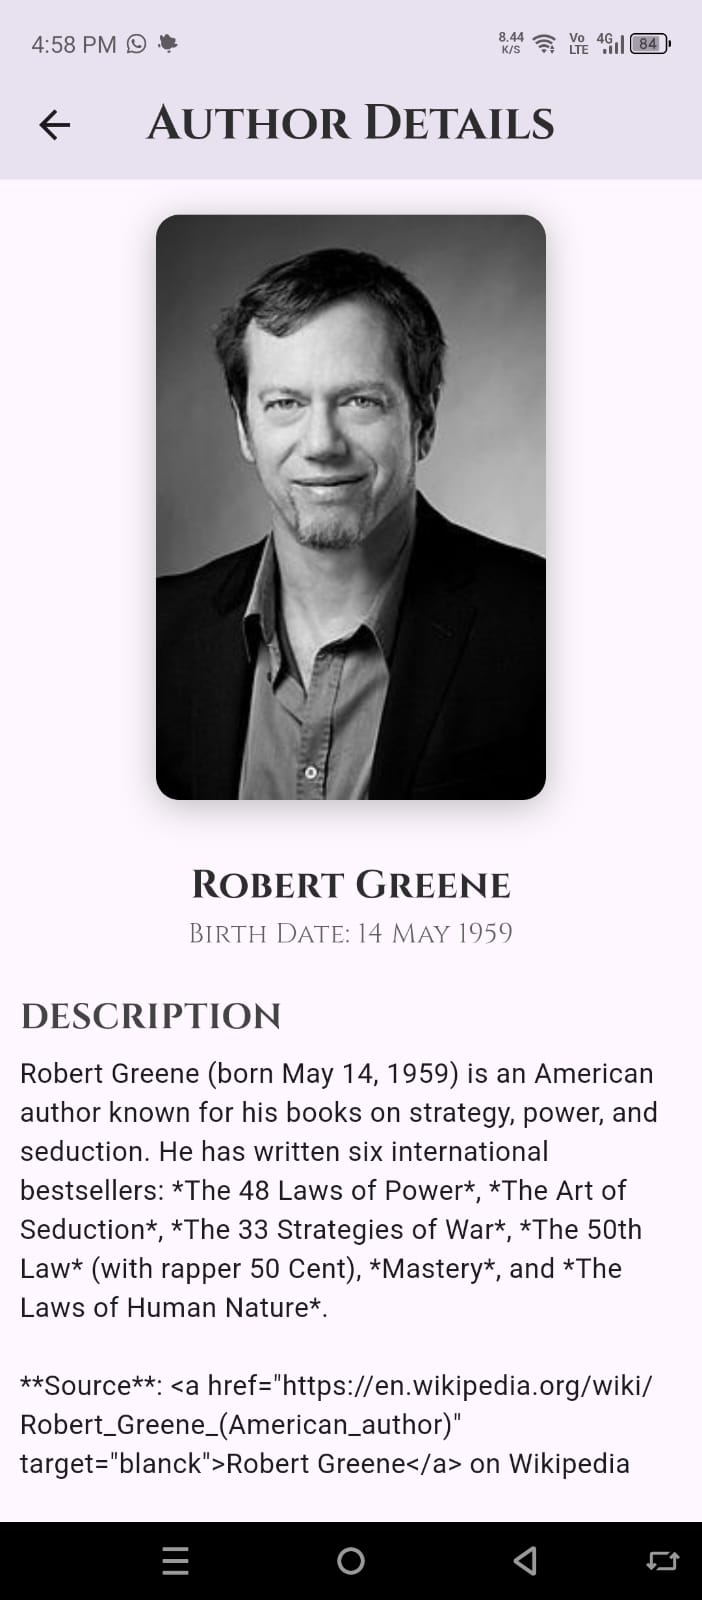 4:58 PM
8.44 K/S
Vo LTE
4G
84
AUTHOR DETAILS
ROBERT GREENE
BIRTH DATE: 14 MAY 1959
DESCRIPTION
Robert Greene (born May 14, 1959) is an American
author known for his books on strategy, power, and
seduction. He has written six international
bestsellers: *The 48 Laws of Power*, *The Art of
Seduction*, *The 33 Strategies of War*, *The 50th
Law* (with rapper 50 Cent), *Mastery*, and *The
Laws of Human Nature*.
**Source**: <a href="https://en.wikipedia.org/wiki/
Robert_Greene_(American_author)"
target="blanck">Robert Greene</a> on Wikipedia